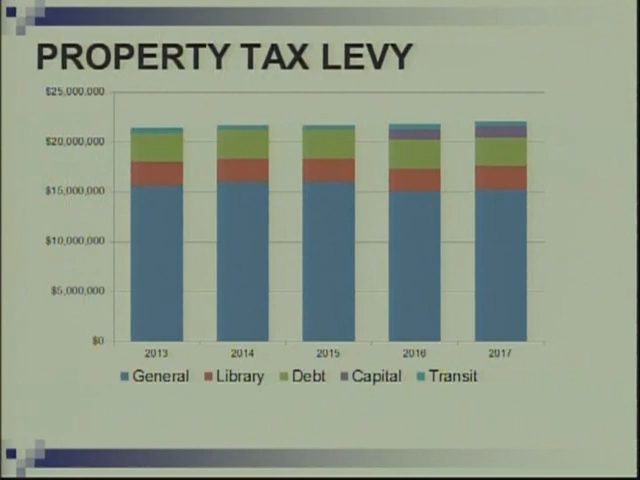 PROPERTY TAX LEVY
$25,000,000
$20,000,000
$15,000,000
$10,000,000
$5,000,000
$0
2013 2014 2015 2016 2017
General Library Debt Capital Transit